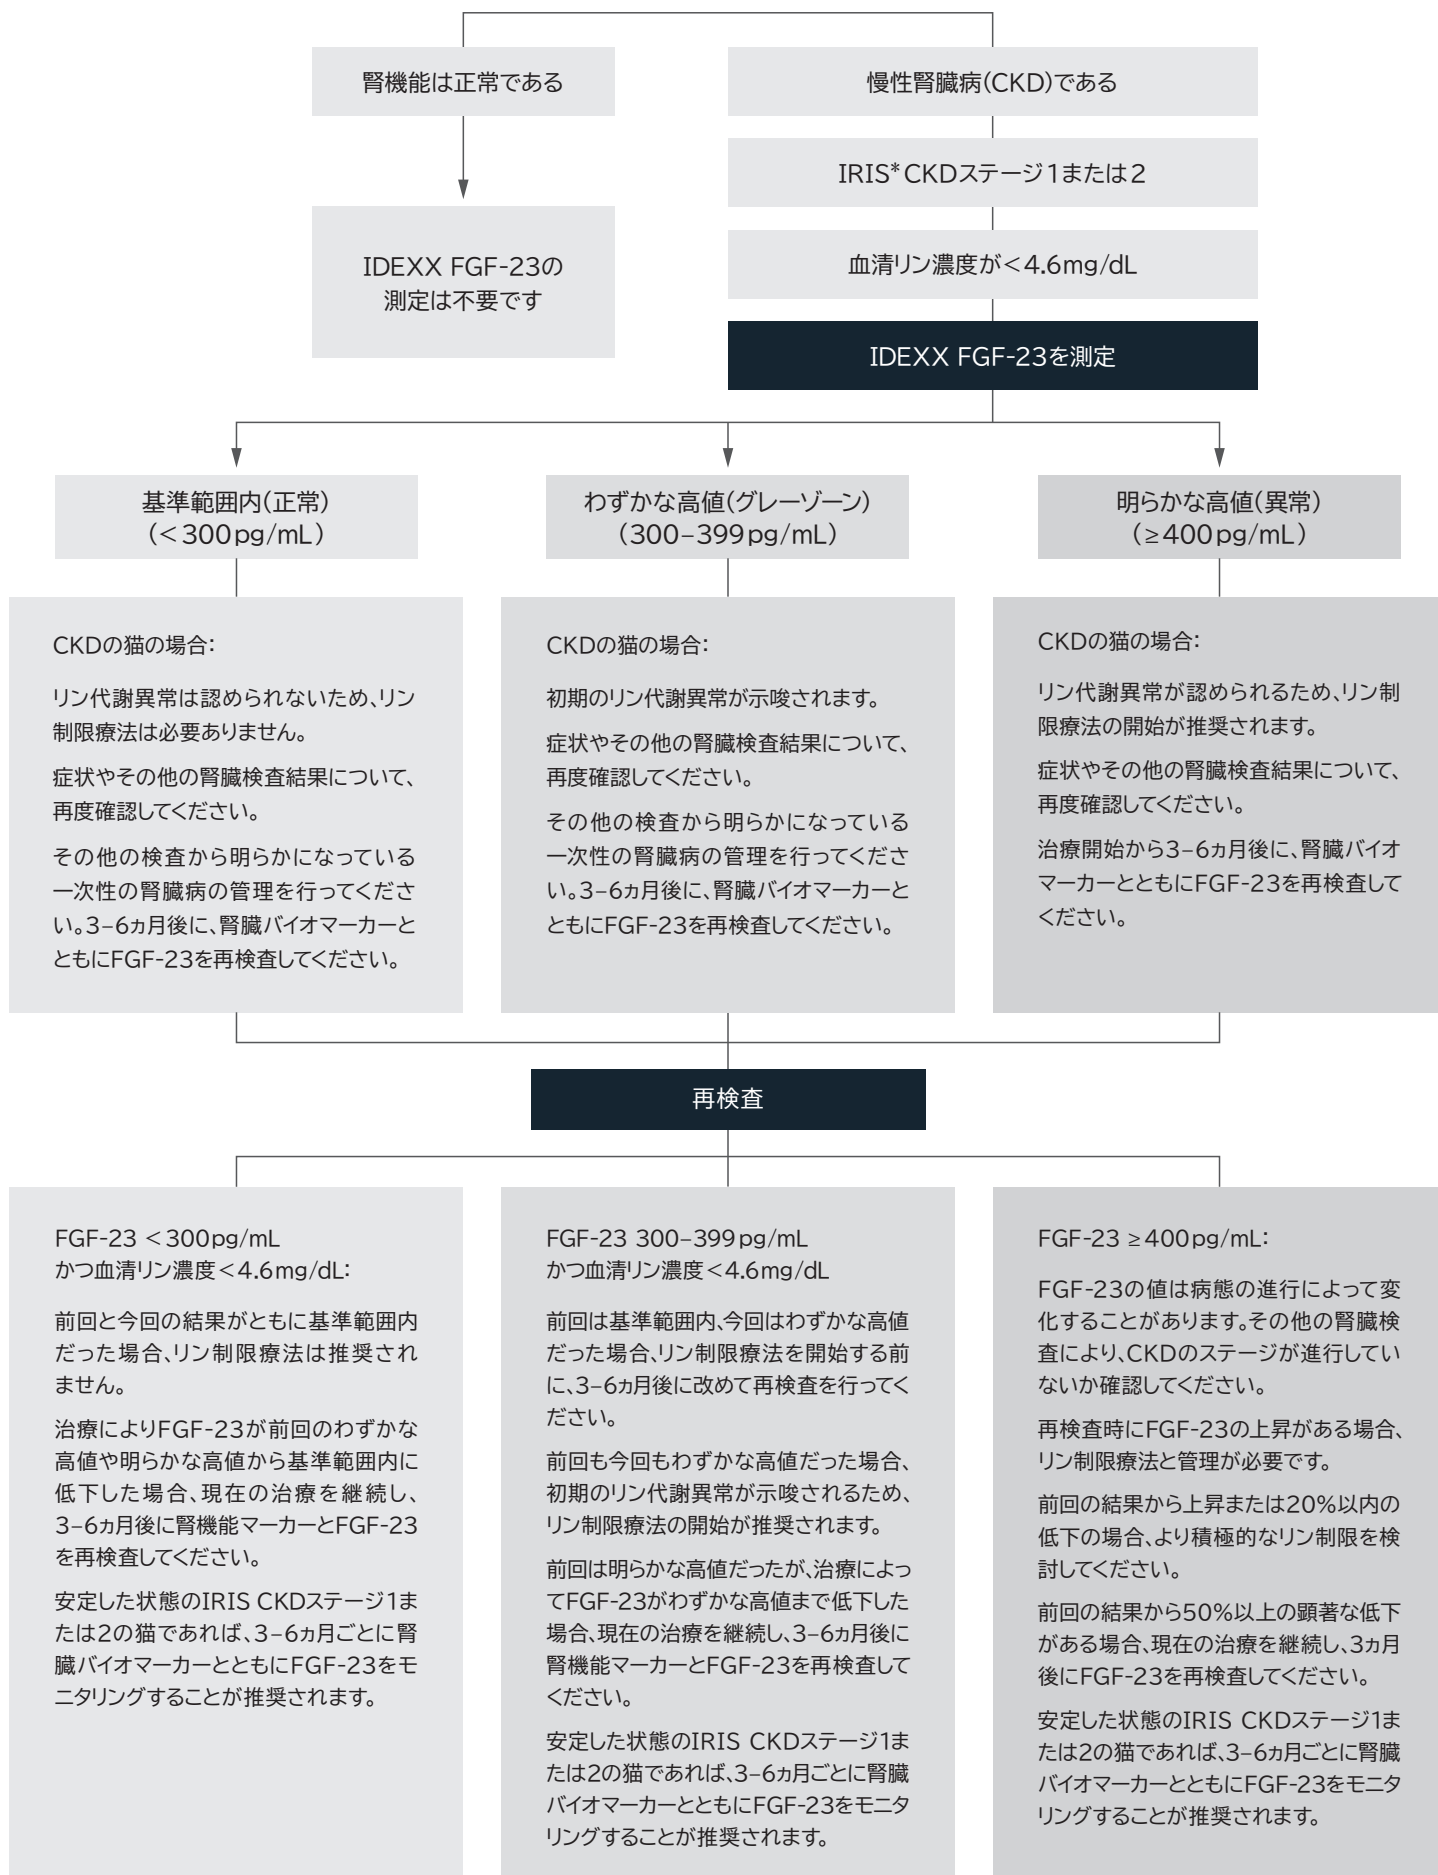 腎機能は正常である
慢性腎臓病(CKD)である
IRIS*CKDステージ1または2
IDEXX FGF-23の
測定は不要です
血清リン濃度が<4.6mg/dL
IDEXX FGF-23を測定
基準範囲内(正常)
(<300pg/mL)
わずかな高値(グレーゾーン)
(300–399pg/mL)
明らかな高値(異常)
(≥400pg/mL)
CKDの猫の場合:
リン代謝異常は認められないため、リン
制限療法は必要ありません。
症状やその他の腎臓検査結果について、
再度確認してください。
その他の検査から明らかになっている
一次性の腎臓病の管理を行ってくださ
い。3–6ヵ月後に、腎臓バイオマーカーと
ともにFGF-23を再検査してください。
CKDの猫の場合:
初期のリン代謝異常が示唆されます。
症状やその他の腎臓検査結果について、
再度確認してください。
その他の検査から明らかになっている
一次性の腎臓病の管理を行ってくださ
い。3–6ヵ月後に、腎臓バイオマーカーと
ともにFGF-23を再検査してください。
CKDの猫の場合:
リン代謝異常が認められるため、リン制
限療法の開始が推奨されます。
症状やその他の腎臓検査結果について、
再度確認してください。
治療開始から3–6ヵ月後に、腎臓バイオ
マーカーとともにFGF-23を再検査して
ください。
再検査
FGF-23 <300pg/mL
かつ血清リン濃度<4.6mg/dL:
前回と今回の結果がともに基準範囲内
だった場合、リン制限療法は推奨され
ません。
治療によりFGF-23が前回のわずかな
高値や明らかな高値から基準範囲内に
低下した場合、現在の治療を継続し、
3–6ヵ月後に腎機能マーカーとFGF-23
を再検査してください。
安定した状態のIRIS CKDステージ1ま
たは2の猫であれば、3–6ヵ月ごとに腎
臓バイオマーカーとともにFGF-23をモ
ニタリングすることが推奨されます。
FGF-23 300–399pg/mL
かつ血清リン濃度<4.6mg/dL
前回は基準範囲内、今回はわずかな高値
だった場合、リン制限療法を開始する前
に、3–6ヵ月後に改めて再検査を行ってく
ださい。
前回も今回もわずかな高値だった場合、
初期のリン代謝異常が示唆されるため、
リン制限療法の開始が推奨されます。
前回は明らかな高値だったが、治療によっ
てFGF-23がわずかな高値まで低下した
場合、現在の治療を継続し、3–6ヵ月後に
腎機能マーカーとFGF-23を再検査して
ください。
安定した状態のIRIS CKDステージ1ま
たは2の猫であれば、3–6ヵ月ごとに腎臓
バイオマーカーとともにFGF-23をモニタ
リングすることが推奨されます。
FGF-23 ≥400pg/mL:
FGF-23の値は病態の進行によって変
化することがあります。その他の腎臓検
査により、CKDのステージが進行してい
ないか確認してください。
再検査時にFGF-23の上昇がある場合、
リン制限療法と管理が必要です。
前回の結果から上昇または20%以内の
低下の場合、より積極的なリン制限を検
討してください。
前回の結果から50%以上の顕著な低下
がある場合、現在の治療を継続し、3ヵ月
後にFGF-23を再検査してください。
安定した状態のIRIS CKDステージ1ま
たは2の猫であれば、3–6ヵ月ごとに腎臓
バイオマーカーとともにFGF-23をモニタ
リングすることが推奨されます。